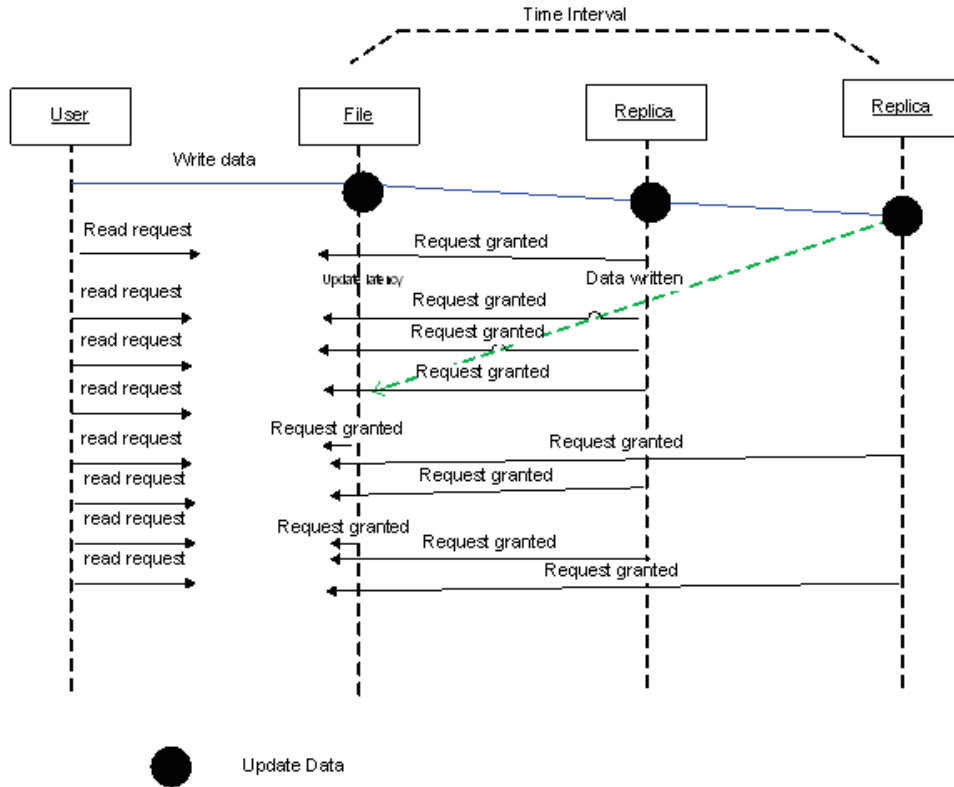 Time Interval
User
File
Replica
Replica
Write data
Read request
Request granted
Update latency
Data written
read request
Request granted
Request granted
read request
Request granted
read request
Request granted
read request
Request granted
Request granted
read request
Request granted
read request
Request granted
read request
Request granted
Update Data